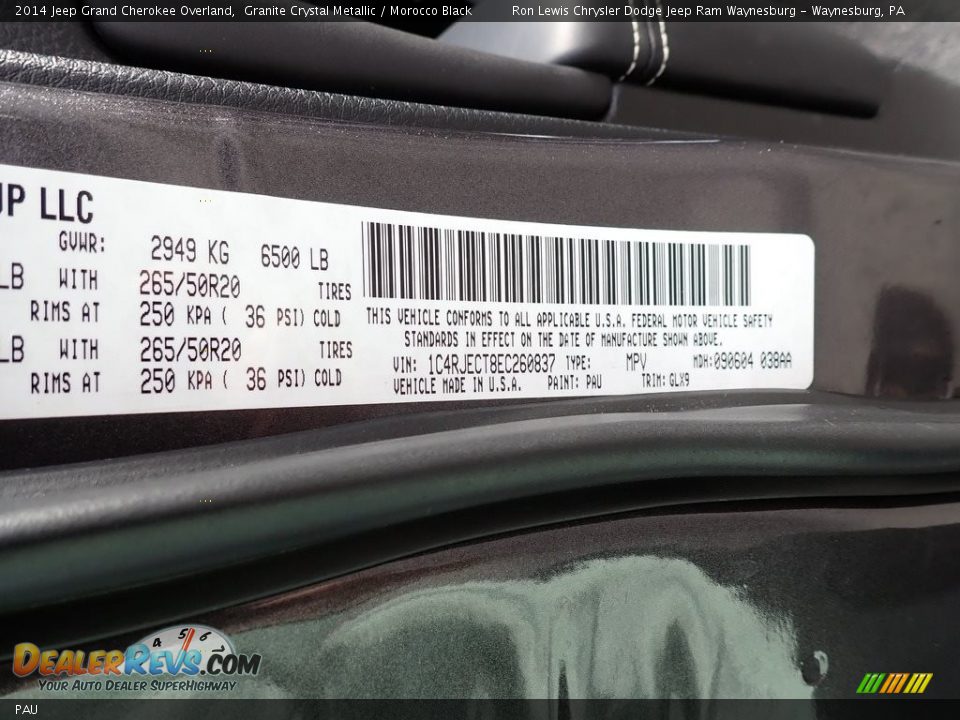 2014 Jeep Grand Cherokee Overland, Granite Crystal Metallic / Morocco Black Ron Lewis Chrysler Dodge Jeep Ram Waynesburg - Waynesburg, PA
UP LLC
GVWR: 2949 KG 6500 LB
LB WITH 265/50R20 TIRES
RIMS AT 250 KPA ( 36 PSI) COLD
LB WITH 265/50R20 TIRES
RIMS AT 250 KPA ( 36 PSI) COLD
THIS VEHICLE CONFORMS TO ALL APPLICABLE U.S.A. FEDERAL MOTOR VEHICLE SAFETY
STANDARDS IN EFFECT ON THE DATE OF MANUFACTURE SHOWN ABOVE.
VIN: 1C4RJECT8EC260837 TYPE: MPV MDH:090604 038AA
VEHICLE MADE IN U.S.A. PAINT: PAU TRIM: GLX9
4 5 6
DEALERREVS.COM
YOUR AUTO DEALER SUPERHIGHWAY
PAU